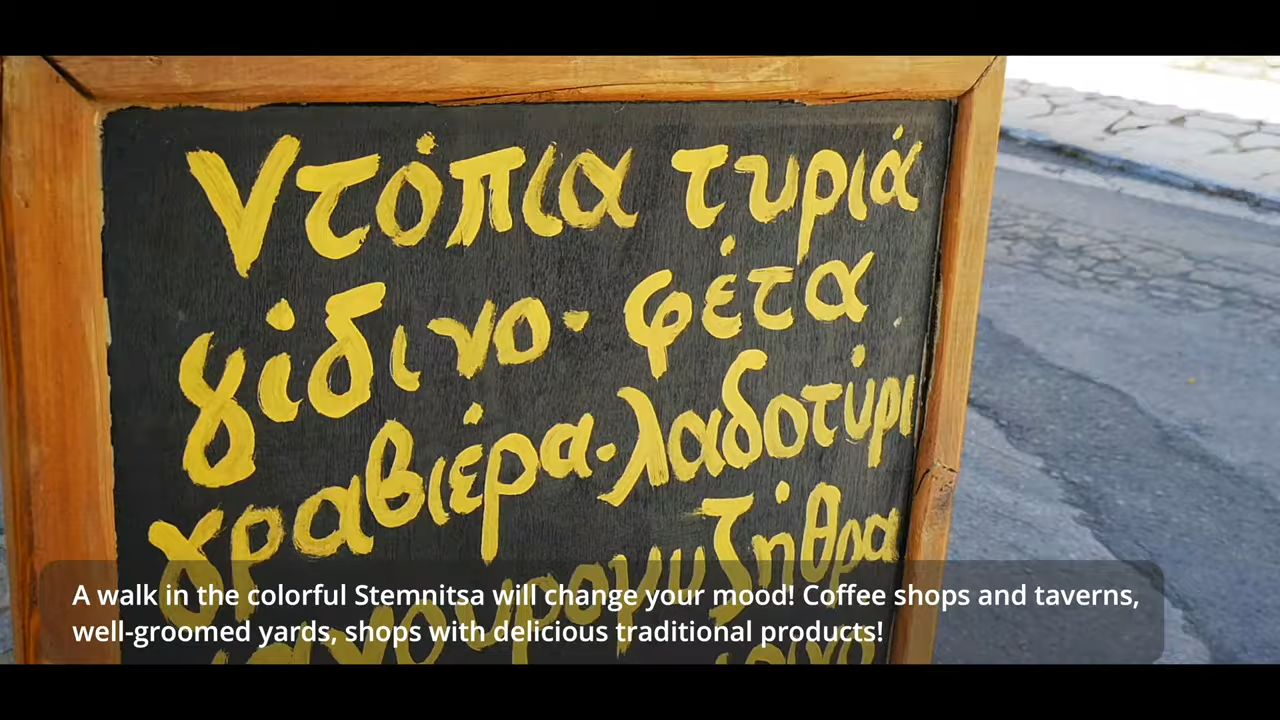 Ντόπια τυριά
γίδινο· φέτα
γραβιέρα·λαδοτύρι
A walk in the colorful Stemnitsa will change your mood! Coffee shops and taverns,
well-groomed yards, shops with delicious traditional products!